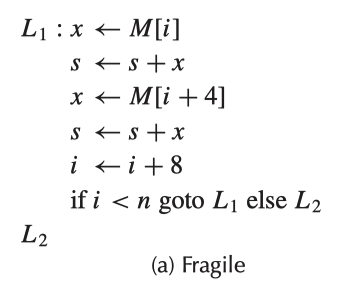 L₁ : x ← M[i]
s ← s + x
x ← M[i + 4]
s ← s + x
i ← i + 8
if i < n goto L₁ else L₂
L₂
(a) Fragile